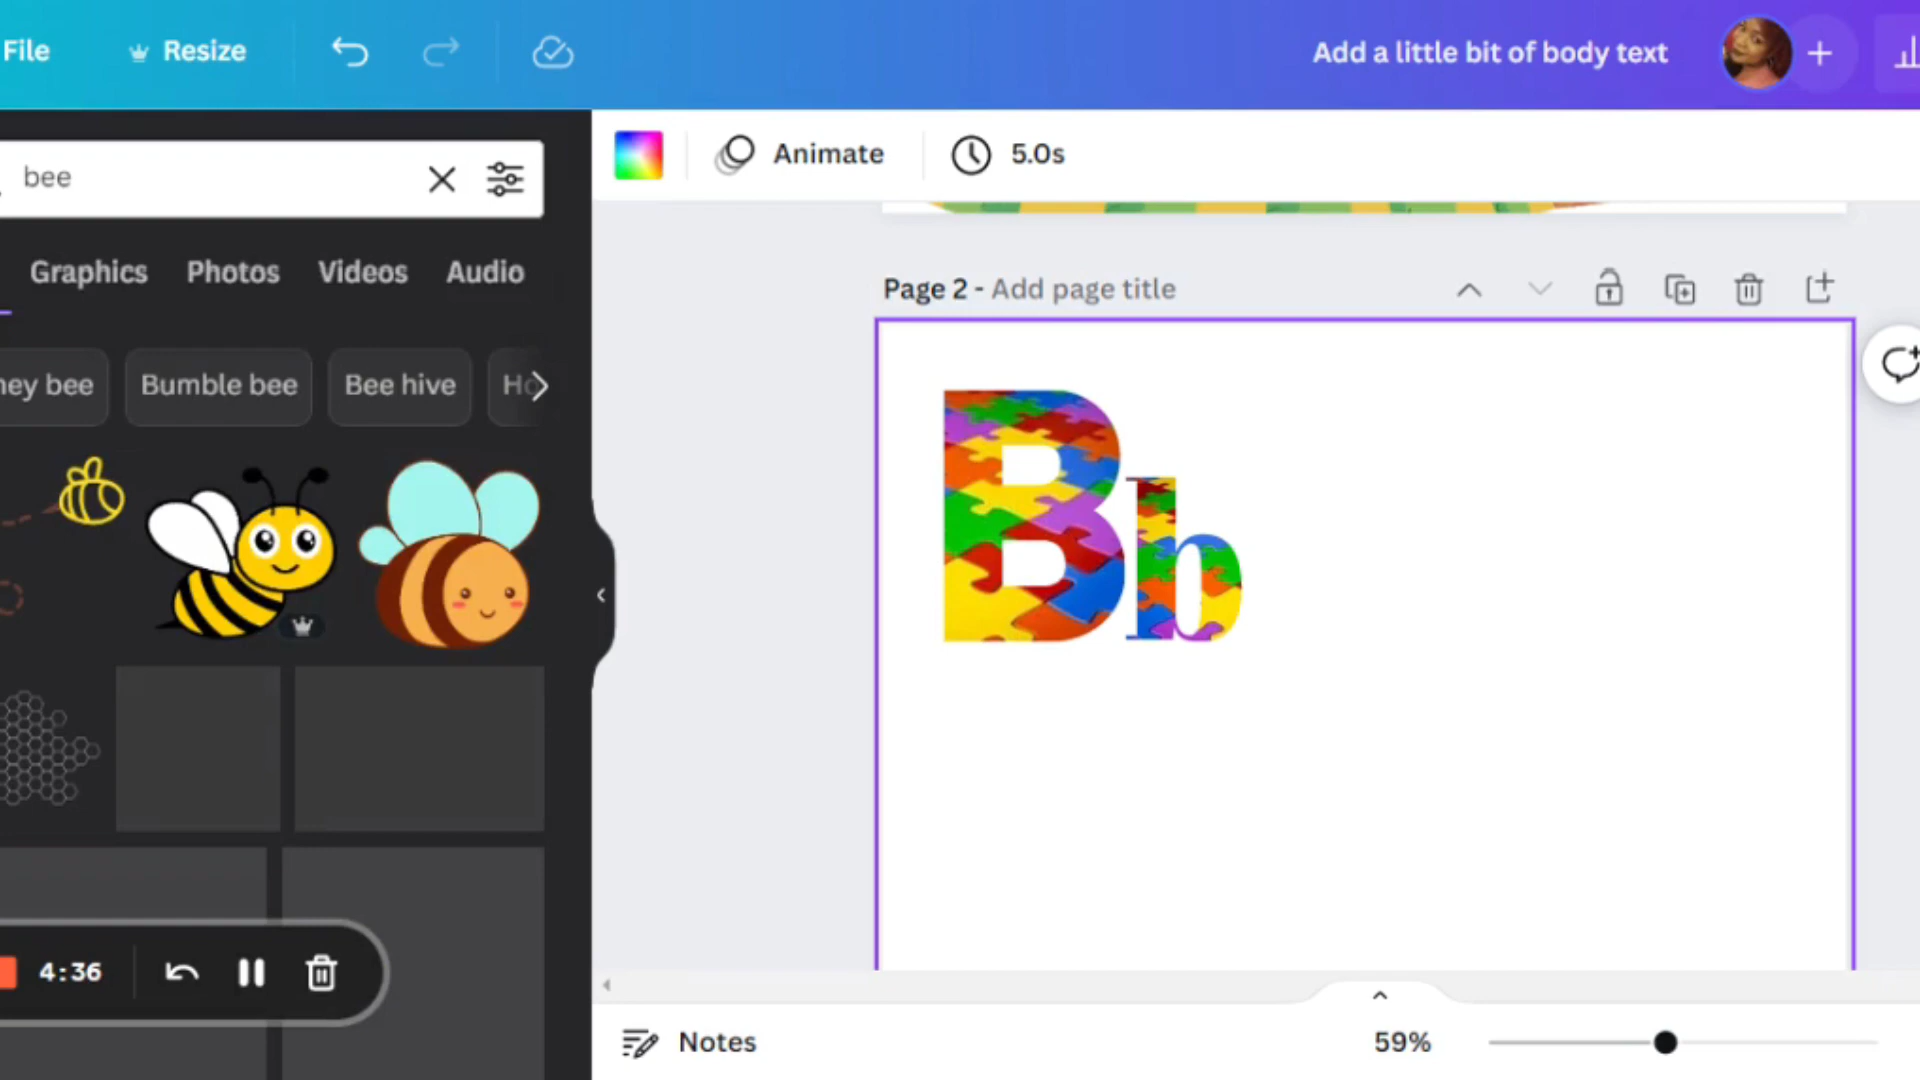 File
Resize
Add a little bit of body text
bee
Animate
5.0s
Graphics
Photos
Videos
Audio
Page 2 - Add page title
ey bee
Bumble bee
Bee hive
Ho
Bb
4:36
Notes
59%